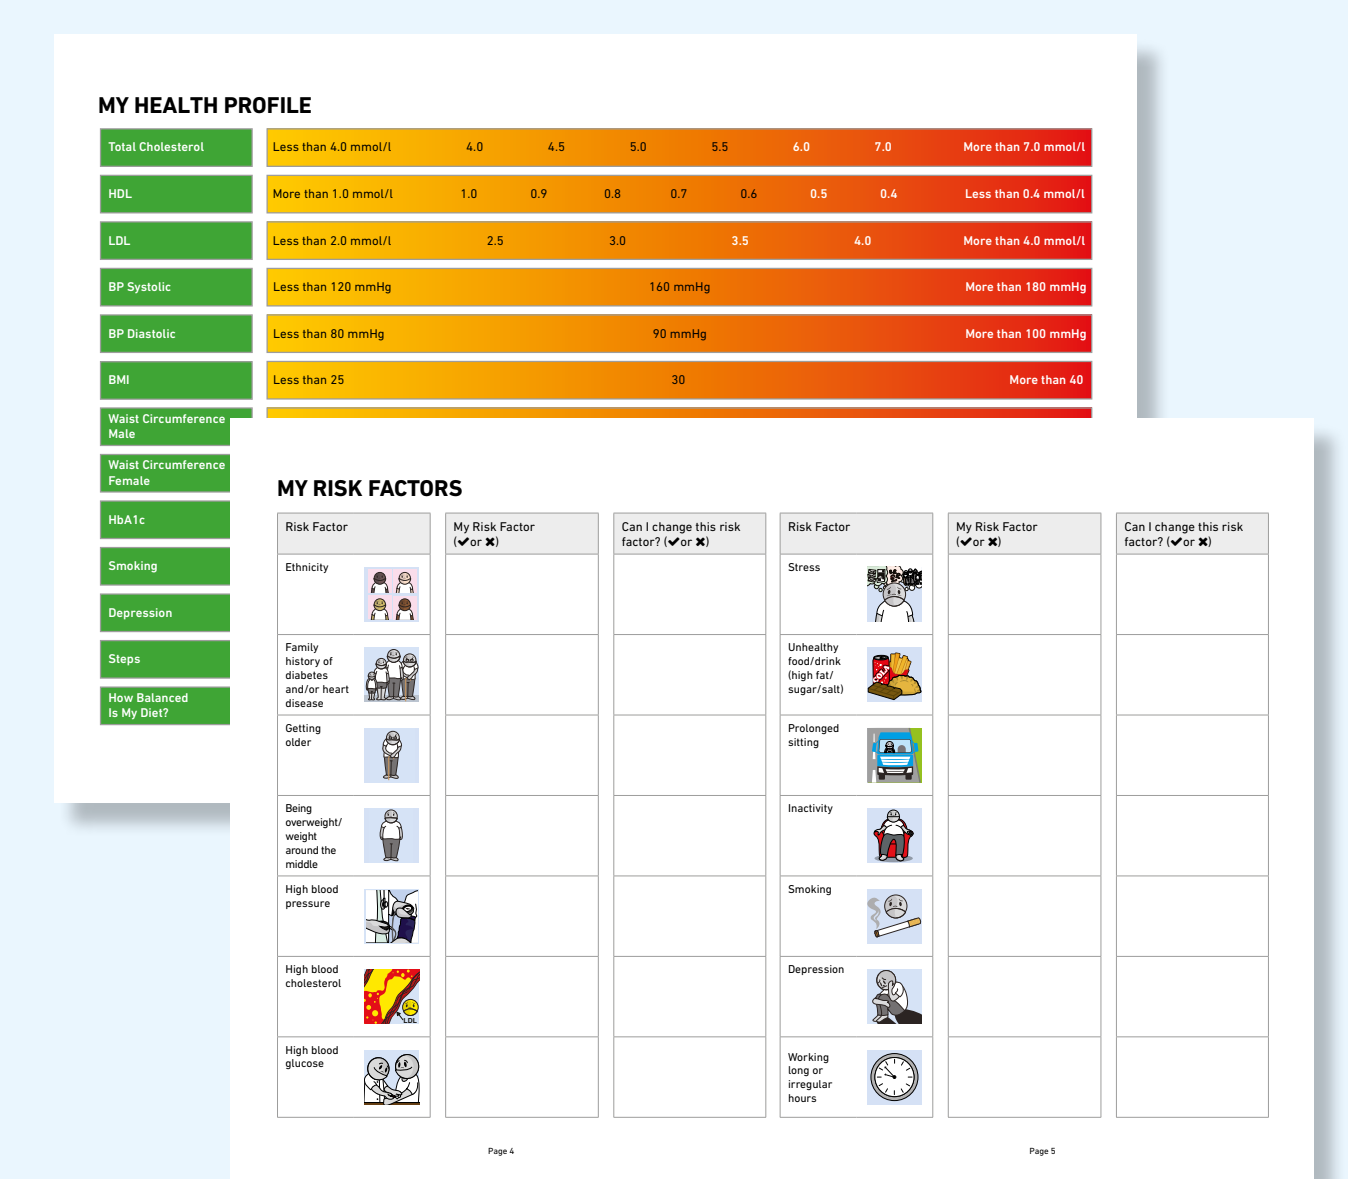 MY HEALTH PROFILE
Total Cholesterol Less than 4.0 mmol/l 4.0 4.5 5.0 5.5 6.0 7.0 More than 7.0 mmol/l
HDL More than 1.0 mmol/l 1.0 0.9 0.8 0.7 0.6 0.5 0.4 Less than 0.4 mmol/l
LDL Less than 2.0 mmol/l 2.5 3.0 3.5 4.0 More than 4.0 mmol/l
BP Systolic Less than 120 mmHg 160 mmHg More than 180 mmHg
BP Diastolic Less than 80 mmHg 90 mmHg More than 100 mmHg
BMI Less than 25 30 More than 40
Waist Circumference
Male
Waist Circumference
Female
HbA1c
Smoking
Depression
Steps
How Balanced
Is My Diet?
MY RISK FACTORS
Risk Factor
My Risk Factor
(✔or ✖)
Can I change this risk
factor? (✔or ✖)
Risk Factor
My Risk Factor
(✔or ✖)
Can I change this risk
factor? (✔or ✖)
Ethnicity
Family
history of
diabetes
and/or heart
disease
Getting
older
Being
overweight/
weight
around the
middle
High blood
pressure
High blood
cholesterol
LDL
High blood
glucose
Stress
Unhealthy
food/drink
(high fat/
sugar/salt)
COLA
Prolonged
sitting
Inactivity
Smoking
Depression
Working
long or
irregular
hours
Page 4
Page 5